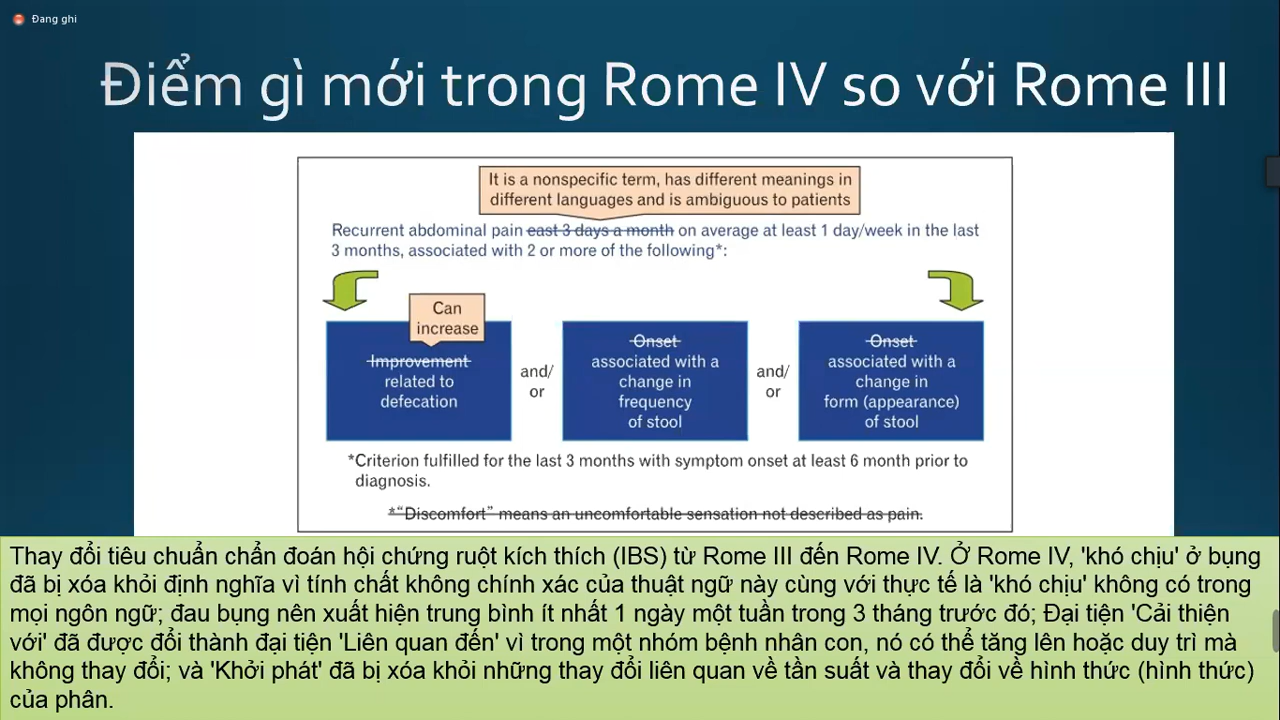 Đang ghi
Điểm gì mới trong Rome IV so với Rome III
It is a nonspecific term, has different meanings in
different languages and is ambiguous to patients
Recurrent abdominal pain east 3 days a month on average at least 1 day/week in the last
3 months, associated with 2 or more of the following*:
Can
increase
Improvement
related to
defecation
and/
or
Onset
associated with a
change in
frequency
of stool
and/
or
Onset
associated with a
change in
form (appearance)
of stool
*Criterion fulfilled for the last 3 months with symptom onset at least 6 month prior to
diagnosis.
*“Discomfort” means an uncomfortable sensation not described as pain.
Thay đổi tiêu chuẩn chẩn đoán hội chứng ruột kích thích (IBS) từ Rome III đến Rome IV. Ở Rome IV, 'khó chịu' ở bụng
đã bị xóa khỏi định nghĩa vì tính chất không chính xác của thuật ngữ này cùng với thực tế là 'khó chịu' không có trong
mọi ngôn ngữ; đau bụng nên xuất hiện trung bình ít nhất 1 ngày một tuần trong 3 tháng trước đó; Đại tiện 'Cải thiện
với' đã được đổi thành đại tiện 'Liên quan đến' vì trong một nhóm bệnh nhân con, nó có thể tăng lên hoặc duy trì mà
không thay đổi; và 'Khởi phát' đã bị xóa khỏi những thay đổi liên quan về tần suất và thay đổi về hình thức (hình thức)
của phân.